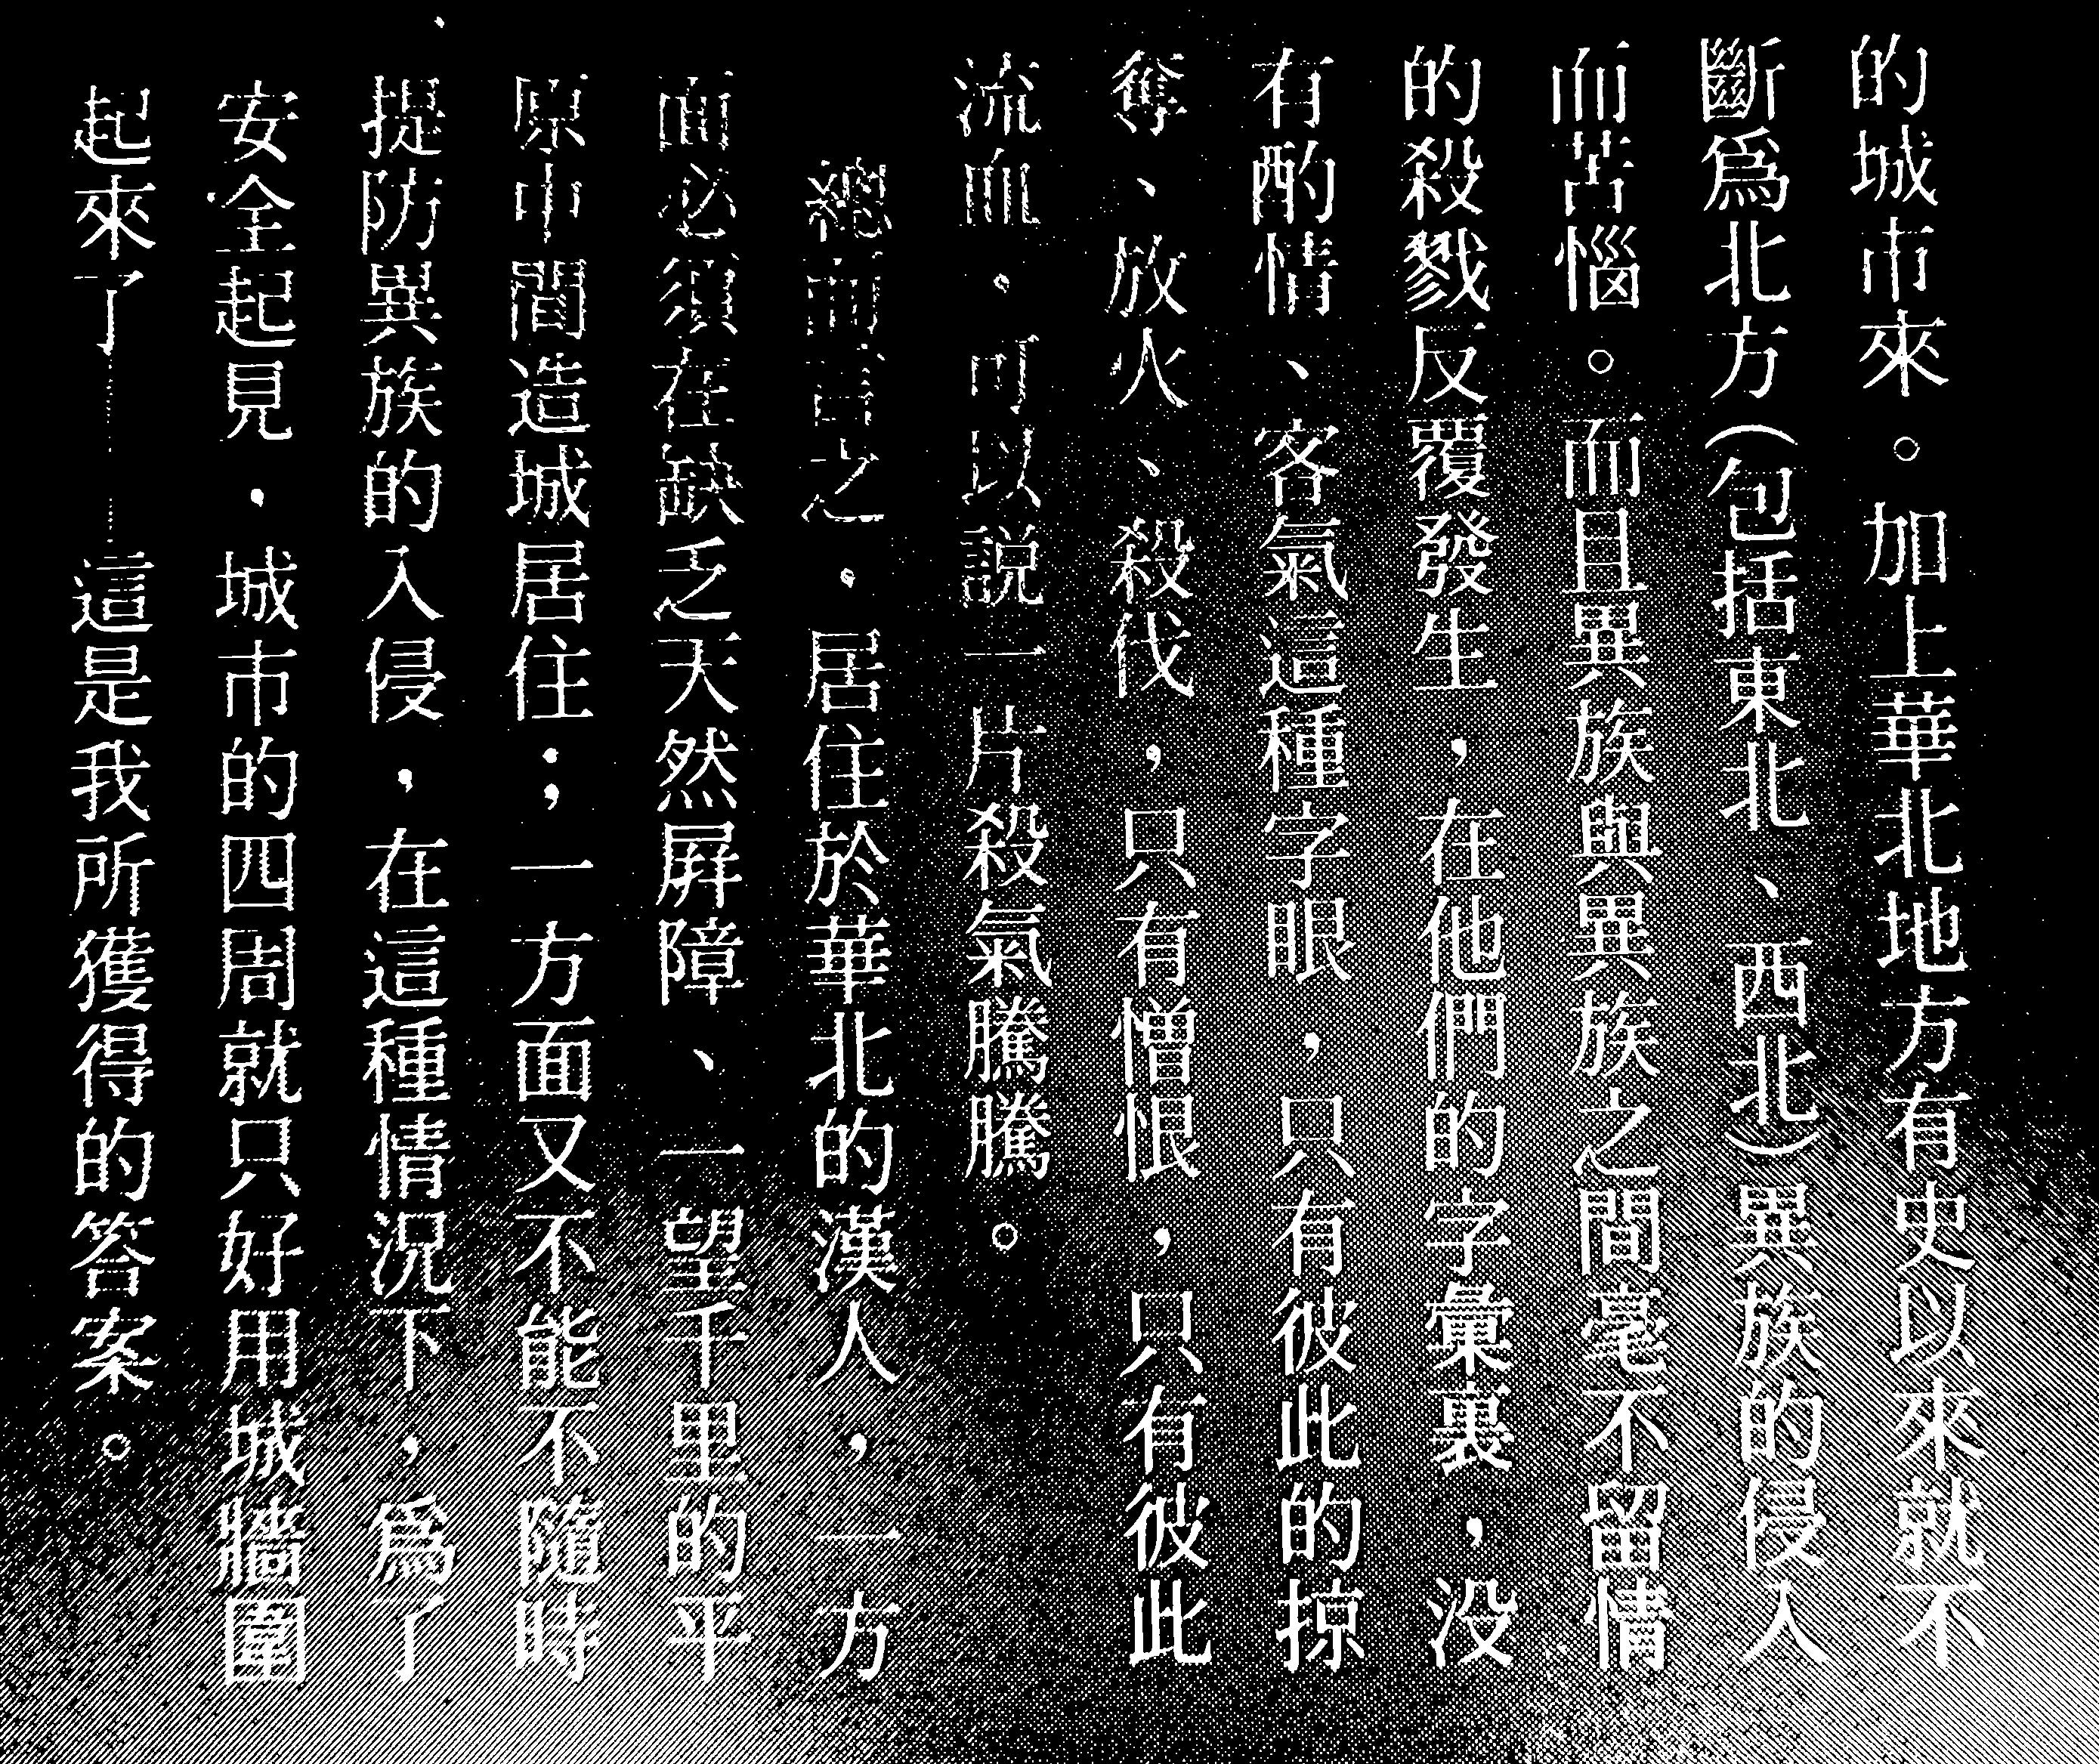 的城市來。加上華北地方有史以來就不
斷爲北方(包括東北、西北)異族的侵入
而苦惱。而且異族與異族之間毫不留情
的殺戮反覆發生,在他們的字彙裏,没
有酌情、客氣這種字眼,只有彼此的掠
奪、放火、殺伐,只有憎恨,只有彼此
流血。可以説一片殺氣騰騰。
總而言之,居住於華北的漢人,一方
面必須在缺乏天然屏障、一望千里的平
原中間造城居住;一方面又不能不隨時
提防異族的入侵,在這種情況下,爲了
安全起見,城市的四周就只好用城牆圍
起來了……這是我所獲得的答案。